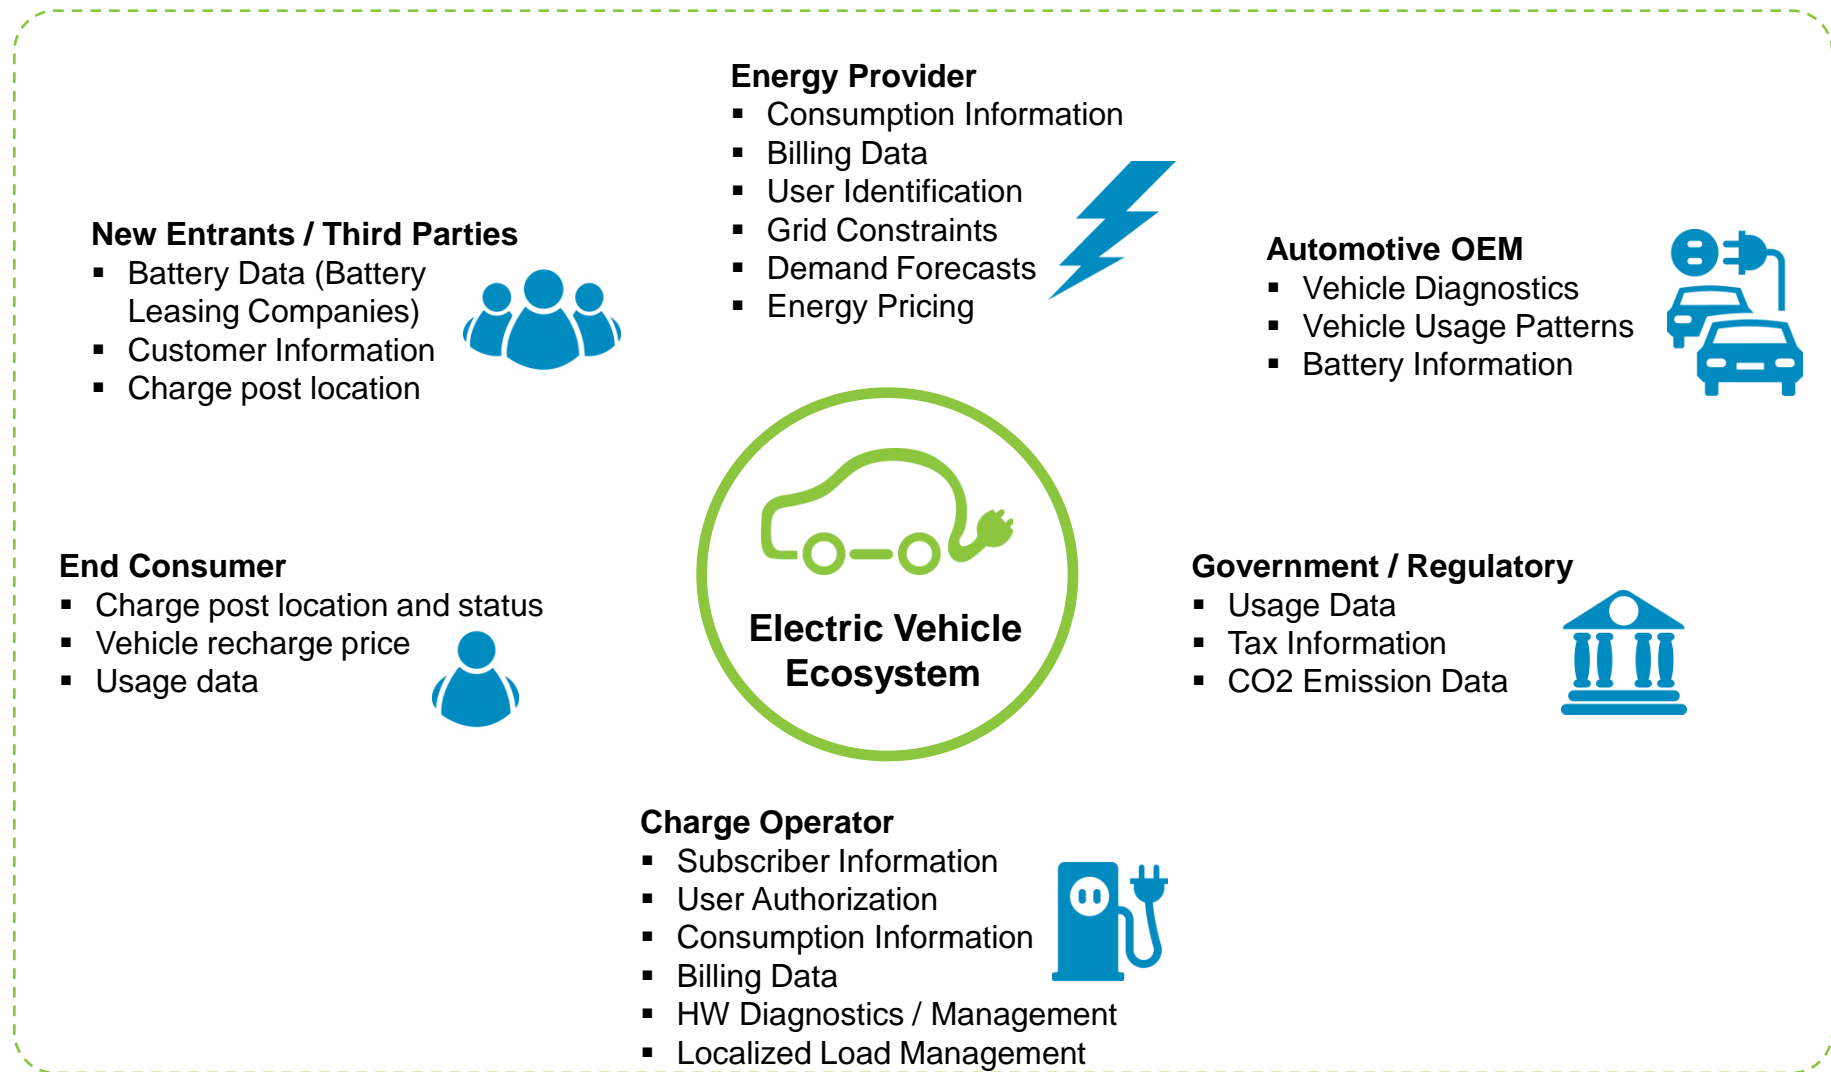 Energy Provider
▪ Consumption Information
▪ Billing Data
▪ User Identification
▪ Grid Constraints
▪ Demand Forecasts
▪ Energy Pricing
New Entrants / Third Parties
▪ Battery Data (Battery
Leasing Companies)
▪ Customer Information
▪ Charge post location
Automotive OEM
▪ Vehicle Diagnostics
▪ Vehicle Usage Patterns
▪ Battery Information
Electric Vehicle
Ecosystem
End Consumer
▪ Charge post location and status
▪ Vehicle recharge price
▪ Usage data
Government / Regulatory
▪ Usage Data
▪ Tax Information
▪ CO2 Emission Data
Charge Operator
▪ Subscriber Information
▪ User Authorization
▪ Consumption Information
▪ Billing Data
▪ HW Diagnostics / Management
▪ Localized Load Management